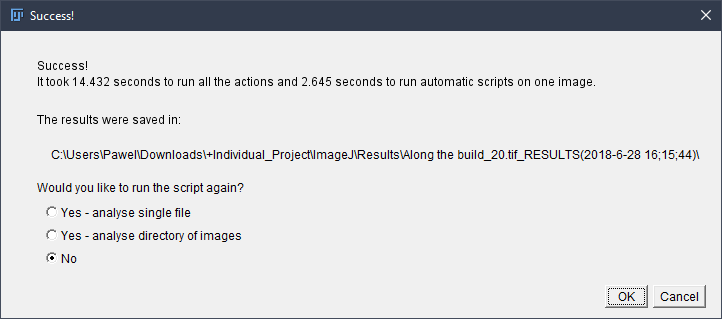 Success!
Success!
It took 14.432 seconds to run all the actions and 2.645 seconds to run automatic scripts on one image.
The results were saved in:
C:\Users\Pawel\Downloads\+Individual_Project\ImageJ\Results\Along the build_20.tif_RESULTS(2018-6-28 16;15;44)\
Would you like to run the script again?
Yes - analyse single file
Yes - analyse directory of images
No
OK Cancel